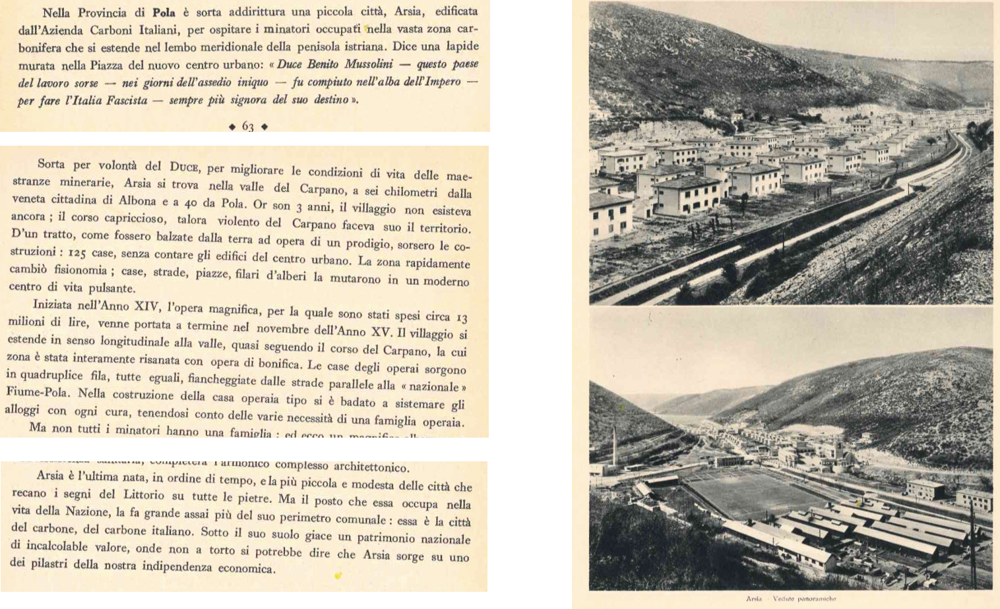 Nella Provincia di Pola è sorta addirittura una piccola città, Arsia, edificata
dall'Azienda Carboni Italiani, per ospitare i minatori occupati nella vasta zona car-
bonifera che si estende nel lembo meridionale della penisola istriana. Dice una lapide
murata nella Piazza del nuovo centro urbano: « Duce Benito Mussolini — questo paese
del lavoro sorse — nei giorni dell'assedio iniquo — fu compiuto nell'alba dell'Impero —
per fare l'Italia Fascista — sempre più signora del suo destino ».
◆ 63 ◆
Sorta per volontà del DUCE, per migliorare le condizioni di vita delle mae-
stranze minerarie, Arsia si trova nella valle del Carpano, a sei chilometri dalla
veneta cittadina di Albona e a 40 da Pola. Or son 3 anni, il villaggio non esisteva
ancora ; il corso capriccioso, talora violento del Carpano faceva suo il territorio.
D'un tratto, come fossero balzate dalla terra ad opera di un prodigio, sorsero le co-
struzioni : 125 case, senza contare gli edifici del centro urbano. La zona rapidamente
cambiò fisionomia ; case, strade, piazze, filari d'alberi la mutarono in un moderno
centro di vita pulsante.
Iniziata nell'Anno XIV, l'opera magnifica, per la quale sono stati spesi circa 13
milioni di lire, venne portata a termine nel novembre dell'Anno XV. Il villaggio si
estende in senso longitudinale alla valle, quasi seguendo il corso del Carpano, la cui
zona è stata interamente risanata con opera di bonifica. Le case degli operai sorgono
in quadruplice fila, tutte eguali, fiancheggiate dalle strade parallele alla « nazionale »
Fiume-Pola. Nella costruzione della casa operaia tipo si è badato a sistemare gli
alloggi con ogni cura, tenendosi conto delle varie necessità di una famiglia operaia.
Ma non tutti i minatori hanno una famiglia : ed ecco un
completerà l'armonico complesso architettonico.
Arsia è l'ultima nata, in ordine di tempo, e la più piccola e modesta delle città che
recano i segni del Littorio su tutte le pietre. Ma il posto che essa occupa nella
vita della Nazione, la fa grande assai più del suo perimetro comunale : essa è la città
del carbone, del carbone italiano. Sotto il suo suolo giace un patrimonio nazionale
di incalcolabile valore, onde non a torto si potrebbe dire che Arsia sorge su uno
dei pilastri della nostra indipendenza economica.
Arsia - Vedute panoramiche